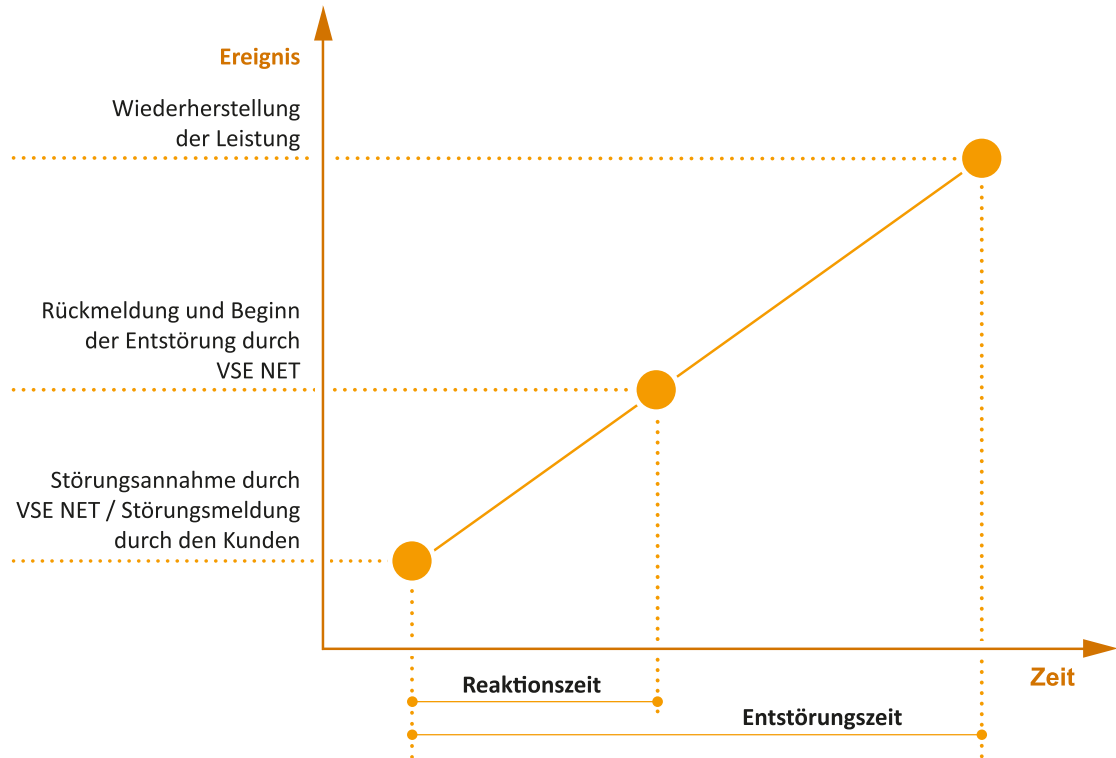 Ereignis
Wiederherstellung
der Leistung
Rückmeldung und Beginn
der Entstörung durch
VSE NET
Störungsannahme durch
VSE NET / Störungsmeldung
durch den Kunden
Zeit
Reaktionszeit
Entstörungszeit